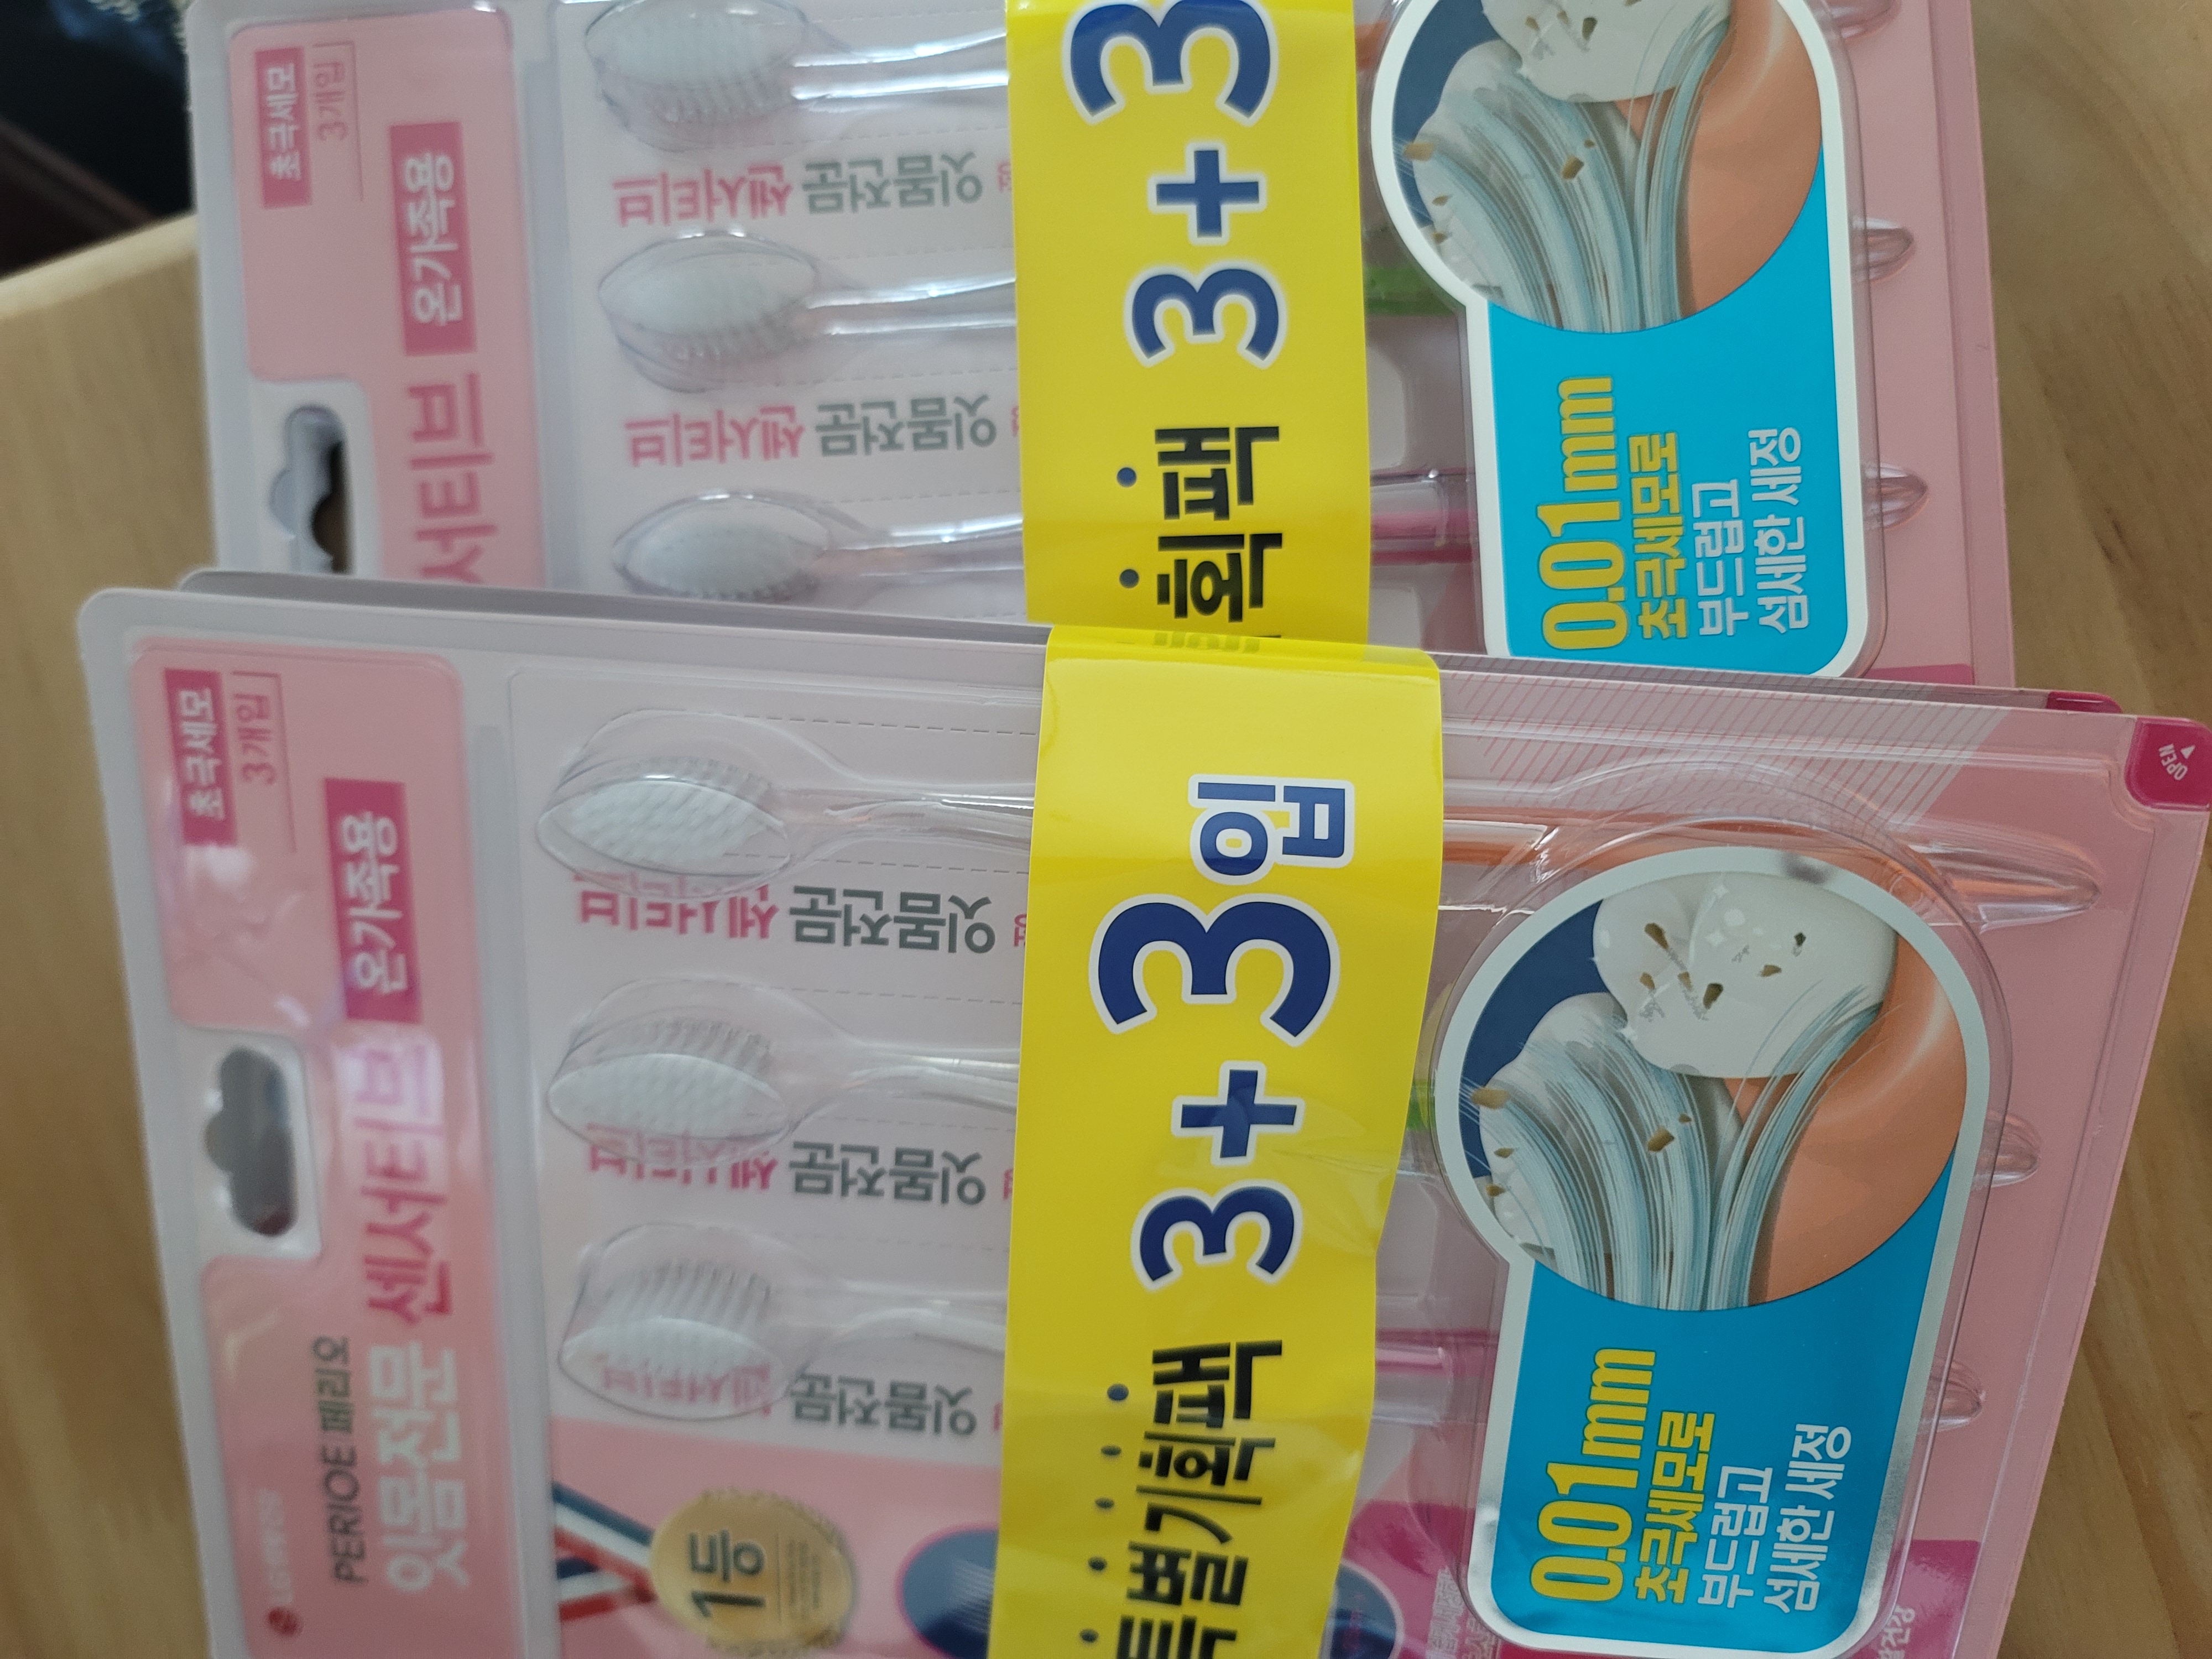 PERIOE 페리오
잇몸전문 센서티브
온가족용
초극세모
3개입
센서티브 잇몸전문
센서티브 잇몸전문
센서티브 잇몸전문
1등
특별기획팩 3+3입
0.01mm
초극세모로
부드럽고
섬세한 세정
OPEN
초극세모
3개입
서티브
온가족용
센서티브 잇몸전문
센서티브 잇몸전문
획팩 3+3
0.01mm
초극세모로
부드럽고
섬세한 세정